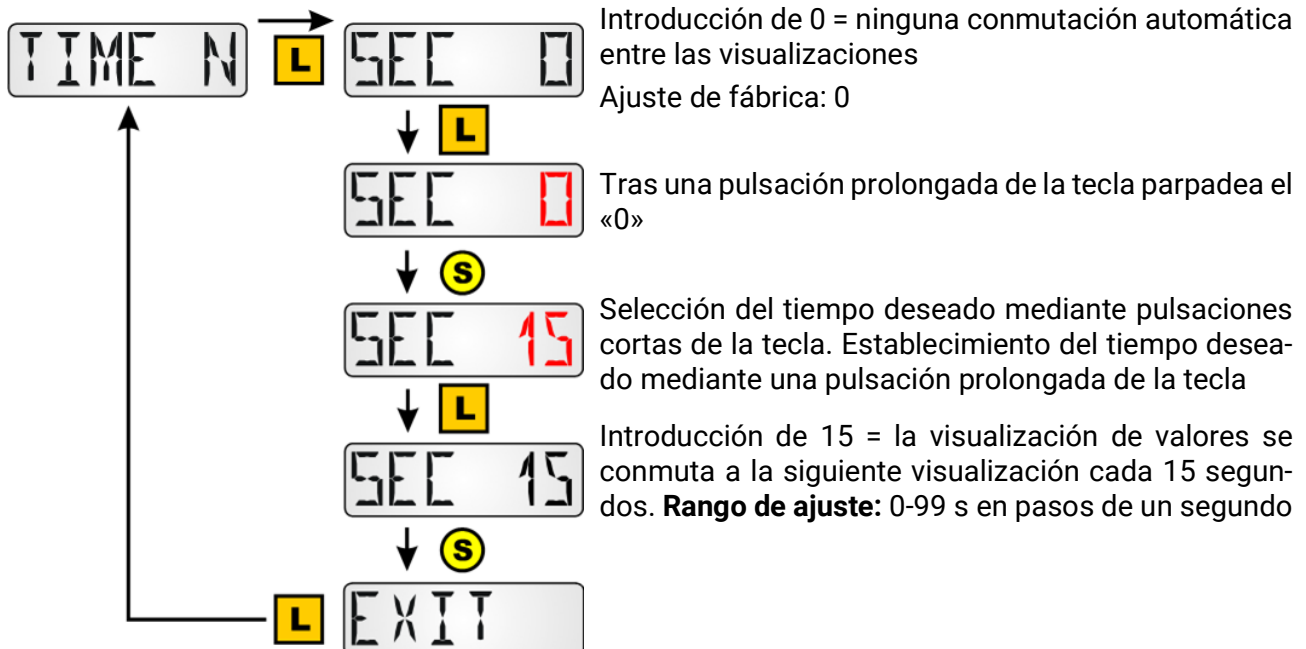 TIME N
L
SEC 0
Introducción de 0 = ninguna conmutación automática
entre las visualizaciones
Ajuste de fábrica: 0
L
SEC 0
Tras una pulsación prolongada de la tecla parpadea el
«0»
S
SEC 15
Selección del tiempo deseado mediante pulsaciones
cortas de la tecla. Establecimiento del tiempo desea-
do mediante una pulsación prolongada de la tecla
L
SEC 15
Introducción de 15 = la visualización de valores se
conmuta a la siguiente visualización cada 15 segun-
dos. Rango de ajuste: 0-99 s en pasos de un segundo
S
L
EXIT